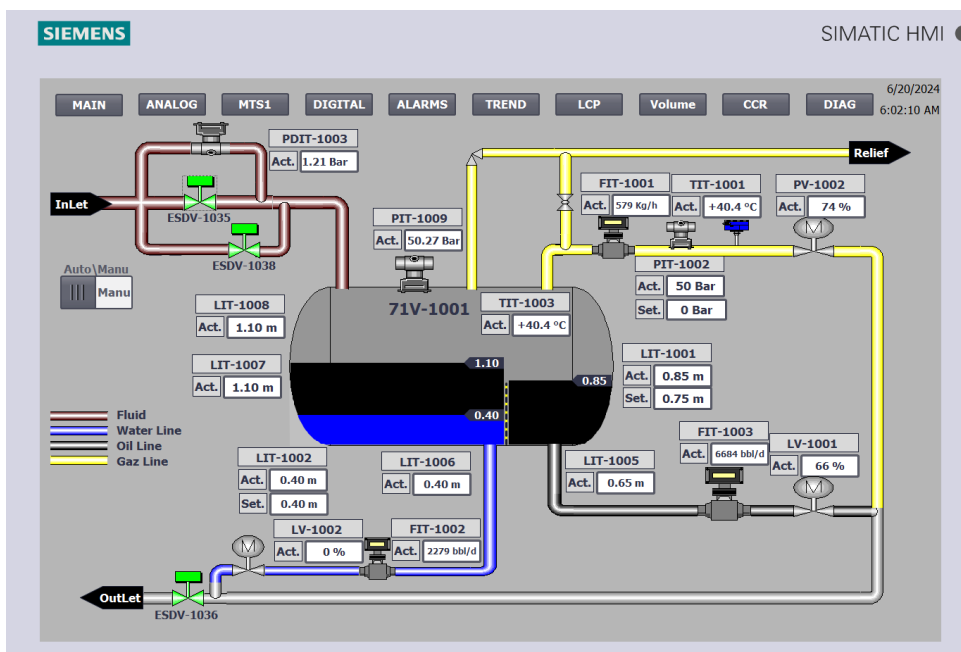 SIEMENS
SIMATIC HMI
6/20/2024
6:02:10 AM
MAIN
ANALOG
MTS1
DIGITAL
ALARMS
TREND
LCP
Volume
CCR
DIAG
PDIT-1003
Act. 1.21 Bar
Relief
InLet
ESDV-1035
ESDV-1038
FIT-1001
Act. 579 Kg/h
TIT-1001
Act. +40.4 °C
PV-1002
Act. 74 %
M
PIT-1009
Act. 50.27 Bar
Auto\Manu
Manu
PIT-1002
Act. 50 Bar
Set. 0 Bar
71V-1001
TIT-1003
Act. +40.4 °C
LIT-1008
Act. 1.10 m
LIT-1007
Act. 1.10 m
1.10
0.85
0.40
LIT-1001
Act. 0.85 m
Set. 0.75 m
Fluid
Water Line
Oil Line
Gaz Line
LIT-1002
Act. 0.40 m
Set. 0.40 m
LIT-1006
Act. 0.40 m
LIT-1005
Act. 0.65 m
FIT-1003
Act. 6684 bbl/d
LV-1001
Act. 66 %
M
LV-1002
Act. 0 %
M
FIT-1002
Act. 2279 bbl/d
OutLet
ESDV-1036